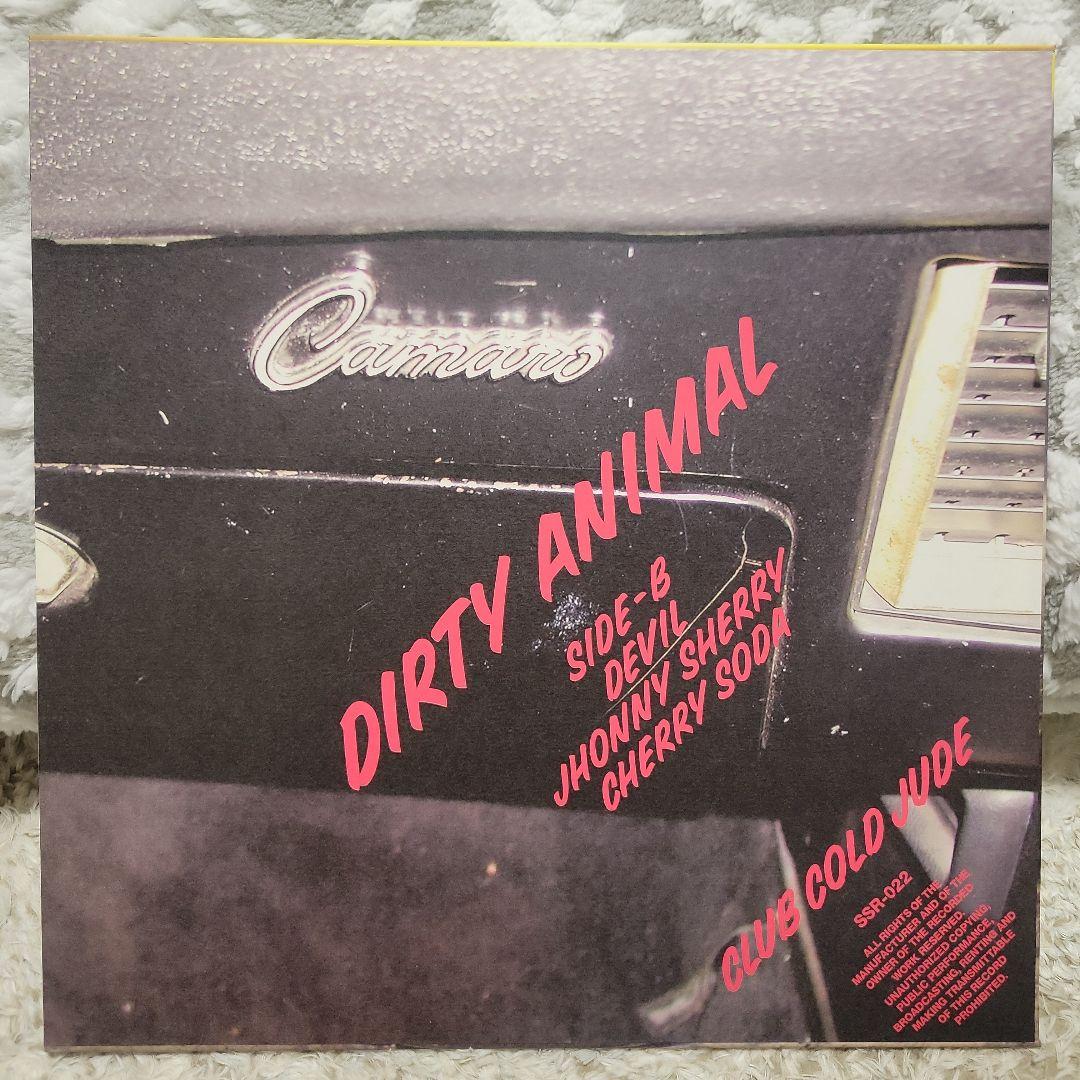 Camaro
DIRTY ANIMAL
SIDE-B
DEVIL
JHONNY SHERRY
CHERRY SODA
CLUB COLD JUDE
SSR-022
ALL RIGHTS OF THE
MANUFACTURER AND OF THE
OWNER OF THE RECORDED
WORK RESERVED.
UNAUTHORIZED COPYING,
PUBLIC PERFORMANCE,
BROADCASTING, RENTING AND
MAKING TRANSMITTABLE
OF THIS RECORD
PROHIBITED.